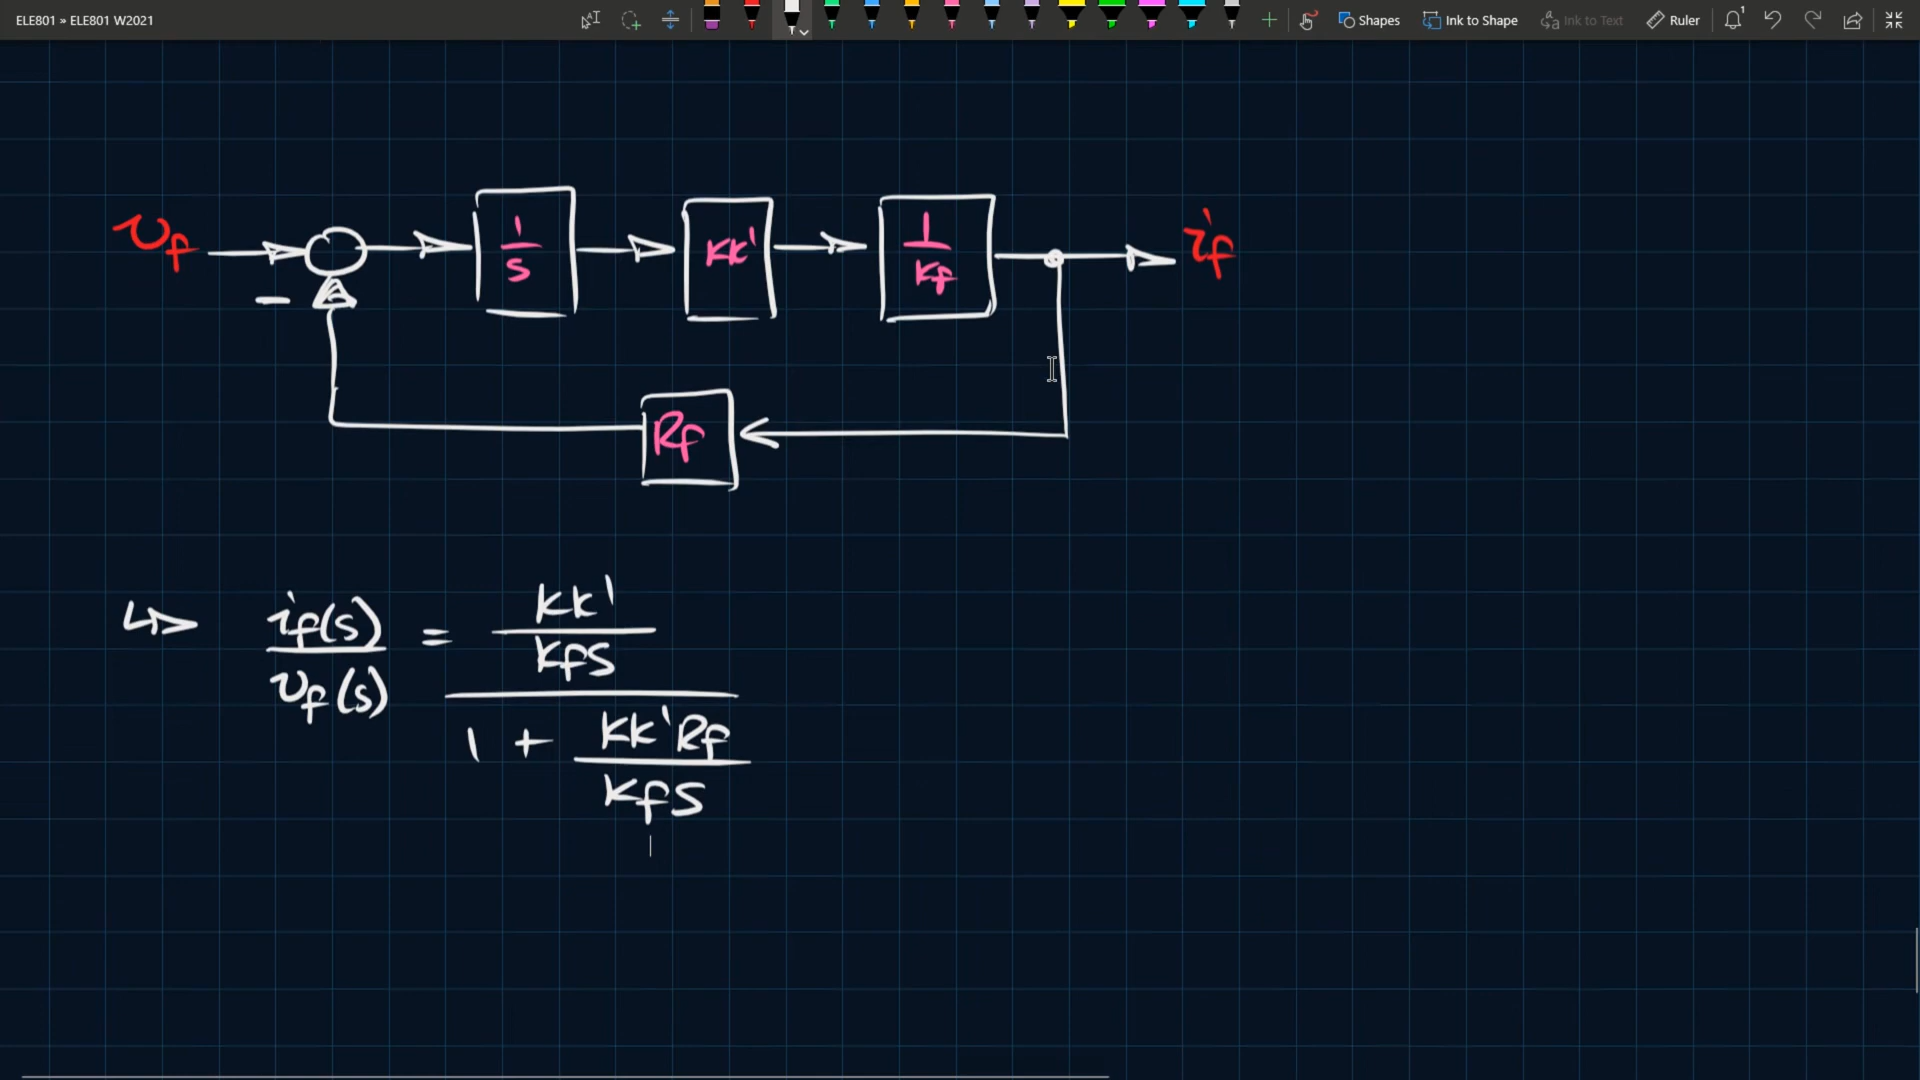 ELE801 » ELE801 W2021
Shapes
Ink to Shape
Ink to Text
Ruler
1
vf
-
1/s
kk'
1/kf
if
Rf
↳ if(s)/vf(s) = (kk'/kfs)/(1 + kk'Rf/kfs)